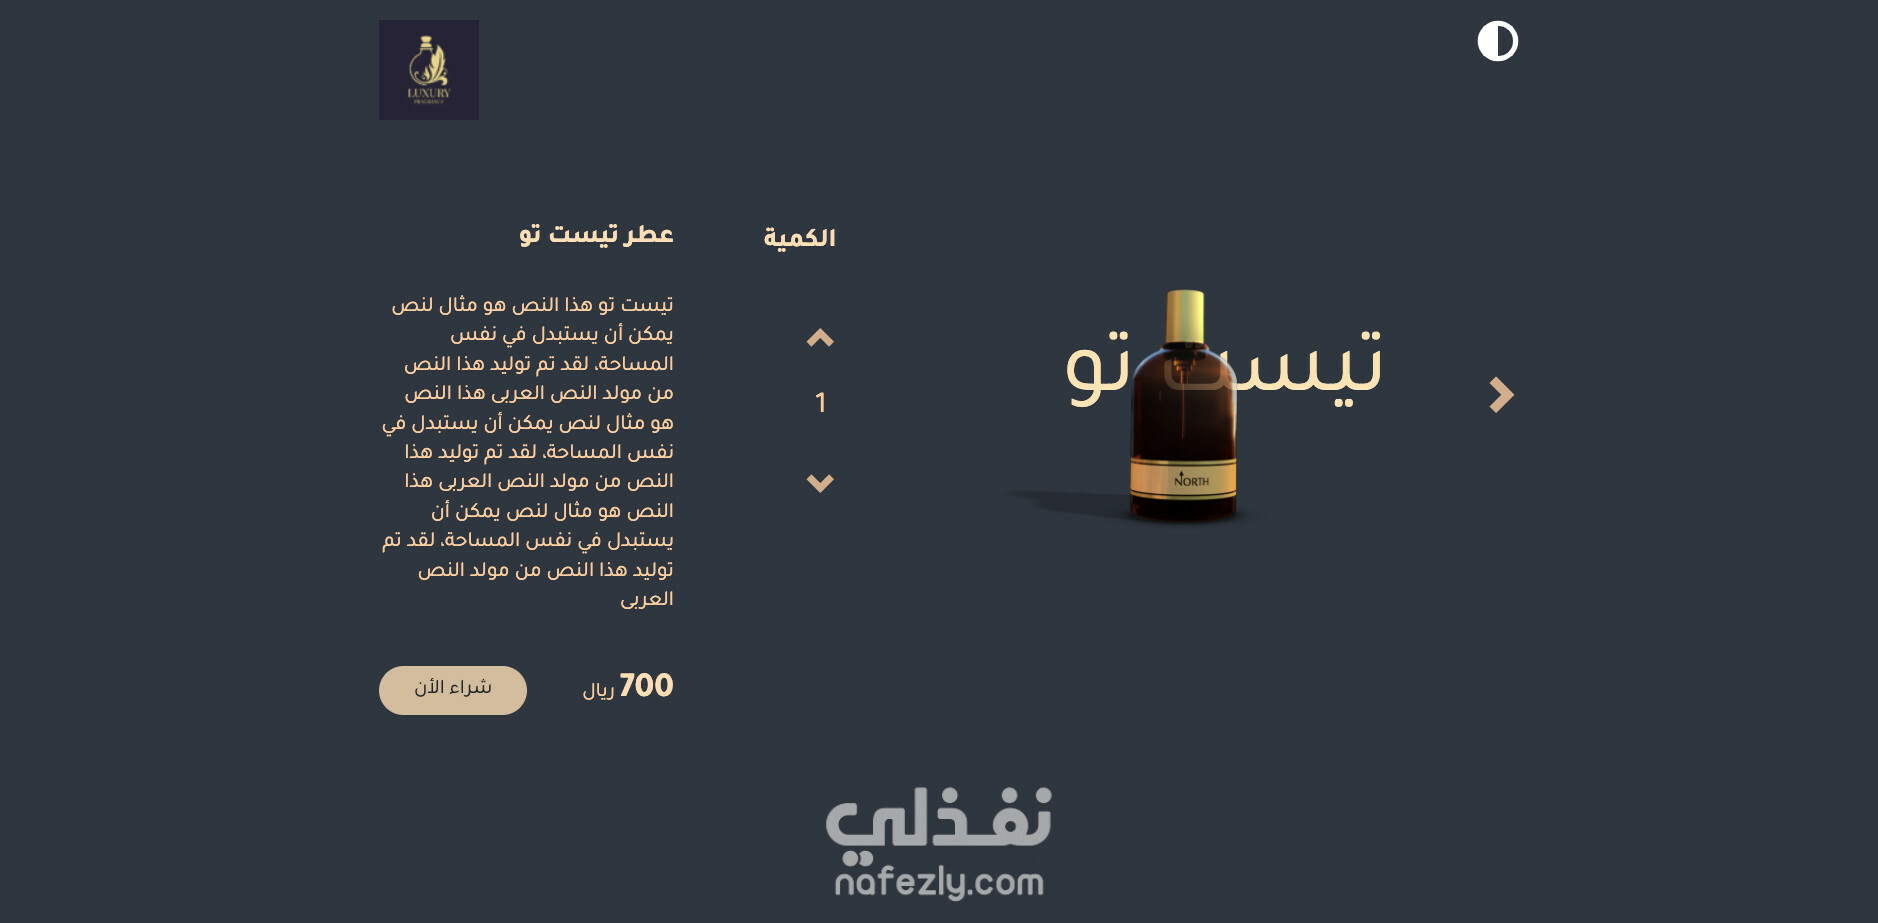 LUXURY
FRAGRANCE
تيست تو
NORTH
الكمية
1
عطر تيست تو
تيست تو هذا النص هو مثال لنص
يمكن أن يستبدل في نفس
المساحة، لقد تم توليد هذا النص
من مولد النص العربى هذا النص
هو مثال لنص يمكن أن يستبدل في
نفس المساحة، لقد تم توليد هذا
النص من مولد النص العربى هذا
النص هو مثال لنص يمكن أن
يستبدل في نفس المساحة، لقد تم
توليد هذا النص من مولد النص
العربى
700 ريال
شراء الأن
نفذلي
nafezly.com